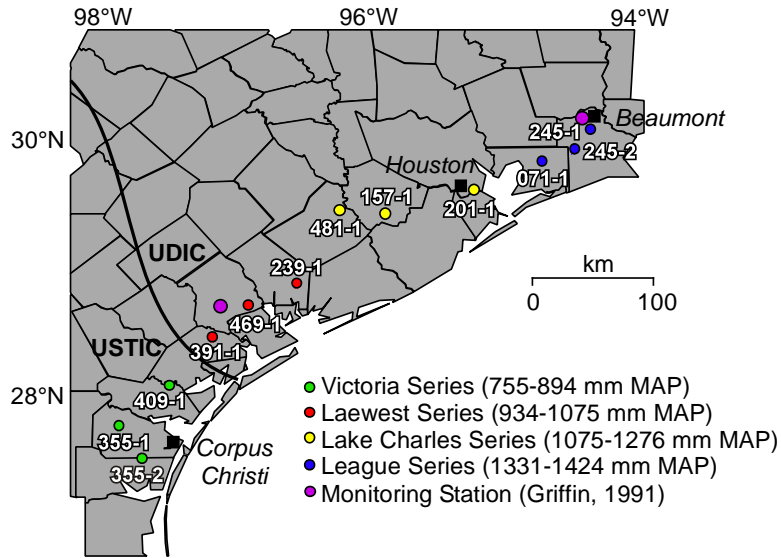 98°W
96°W
94°W
30°N
Beaumont
245-1
245-2
Houston
071-1
157-1
201-1
481-1
UDIC
239-1
km
0
100
469-1
USTIC
391-1
28°N
409-1
355-1
355-2
Corpus
Christi
Victoria Series (755-894 mm MAP)
Laewest Series (934-1075 mm MAP)
Lake Charles Series (1075-1276 mm MAP)
League Series (1331-1424 mm MAP)
Monitoring Station (Griffin, 1991)